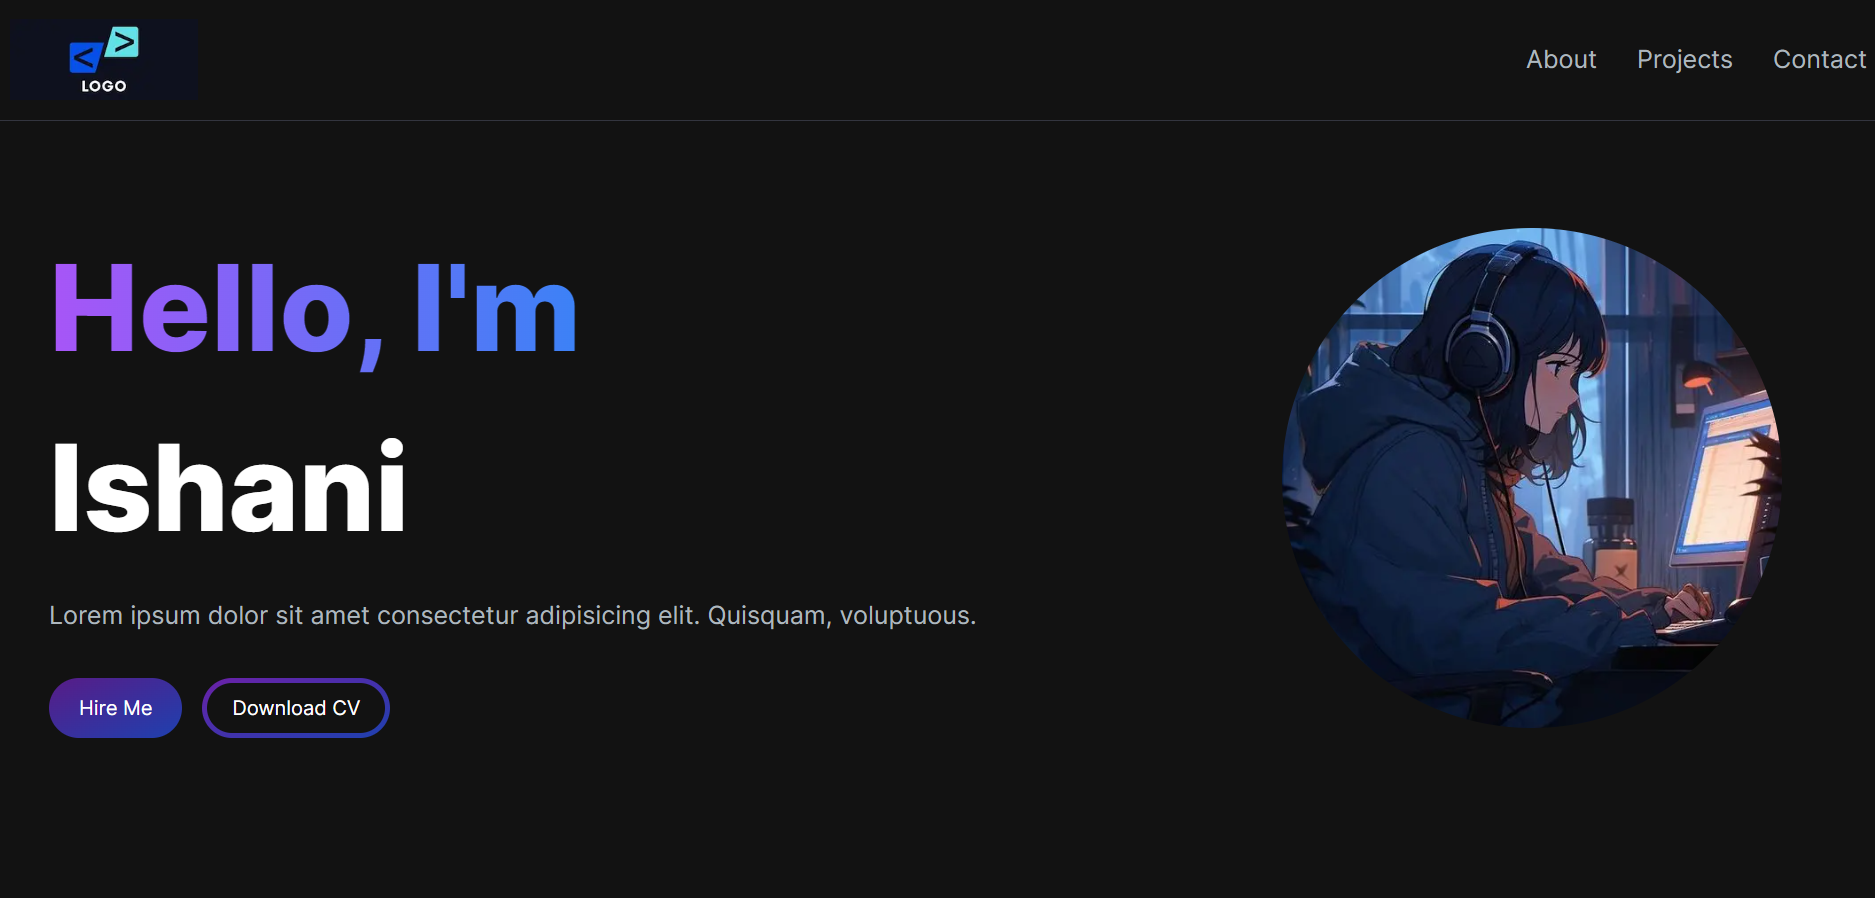 < >
LOGO
About Projects Contact
Hello, I'm
Ishani
Lorem ipsum dolor sit amet consectetur adipisicing elit. Quisquam, voluptuous.
Hire Me Download CV